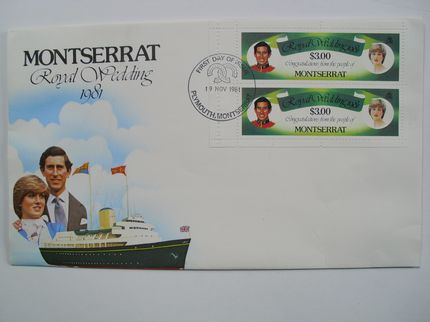 MONTSERRAT
Royal Wedding
1981
FIRST DAY OF ISSUE
19 NOV 1981
PLYMOUTH, MONTSERRAT
Royal Wedding 1981
$3.00
Congratulations from the people of
MONTSERRAT
Royal Wedding 1981
$3.00
Congratulations from the people of
MONTSERRAT